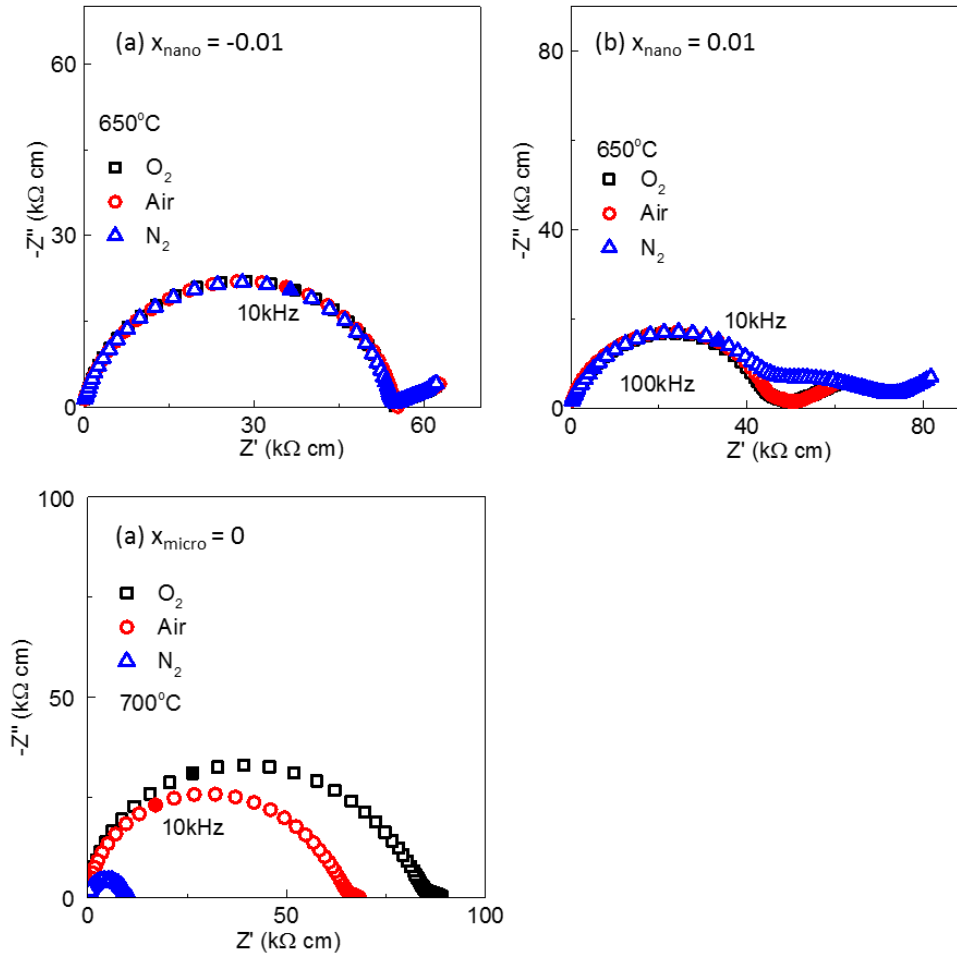 (a) xnano = -0.01
650°C
O2
Air
N2
10kHz
60
30
0
0
30
60
-Z'' (kΩ cm)
Z' (kΩ cm)
(b) xnano = 0.01
650°C
O2
Air
N2
10kHz
100kHz
80
40
0
0
40
80
-Z'' (kΩ cm)
Z' (kΩ cm)
(a) xmicro = 0
O2
Air
N2
700°C
10kHz
100
50
0
0
50
100
-Z'' (kΩ cm)
Z' (kΩ cm)